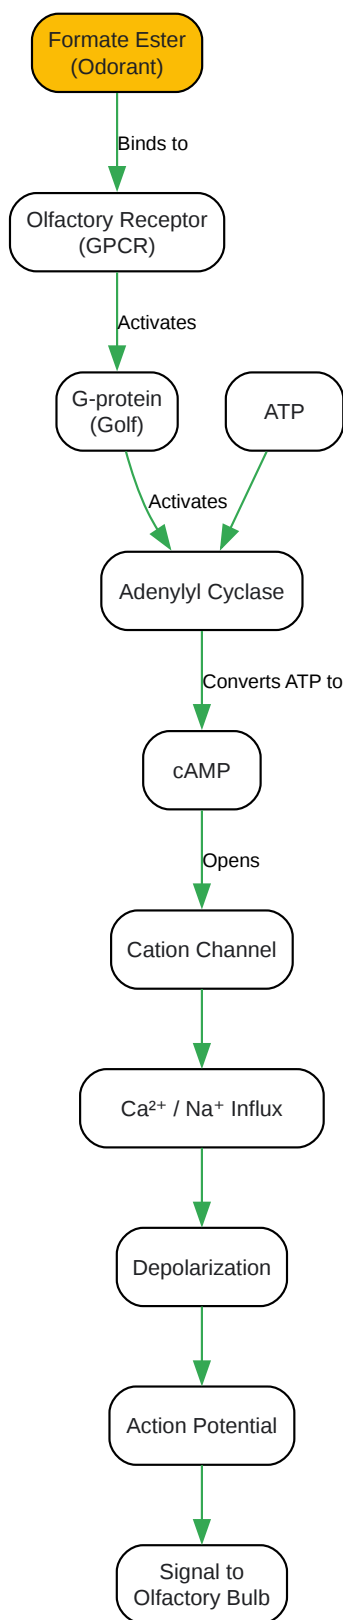 Formate Ester
(Odorant)
Binds to
Olfactory Receptor
(GPCR)
Activates
G-protein
(Golf)
ATP
Activates
Adenylyl Cyclase
Converts ATP to
cAMP
Opens
Cation Channel
Ca²⁺ / Na⁺ Influx
Depolarization
Action Potential
Signal to
Olfactory Bulb